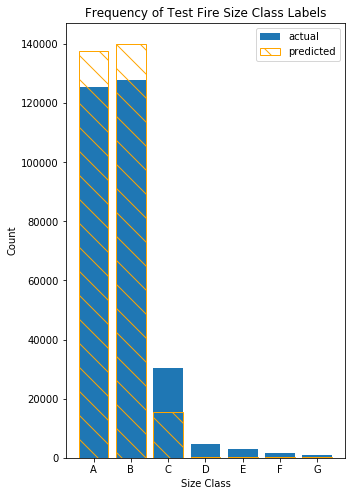 Frequency of Test Fire Size Class Labels
actual
predicted
140000
120000
100000
80000
60000
40000
20000
0
Count
A B C D E F G
Size Class